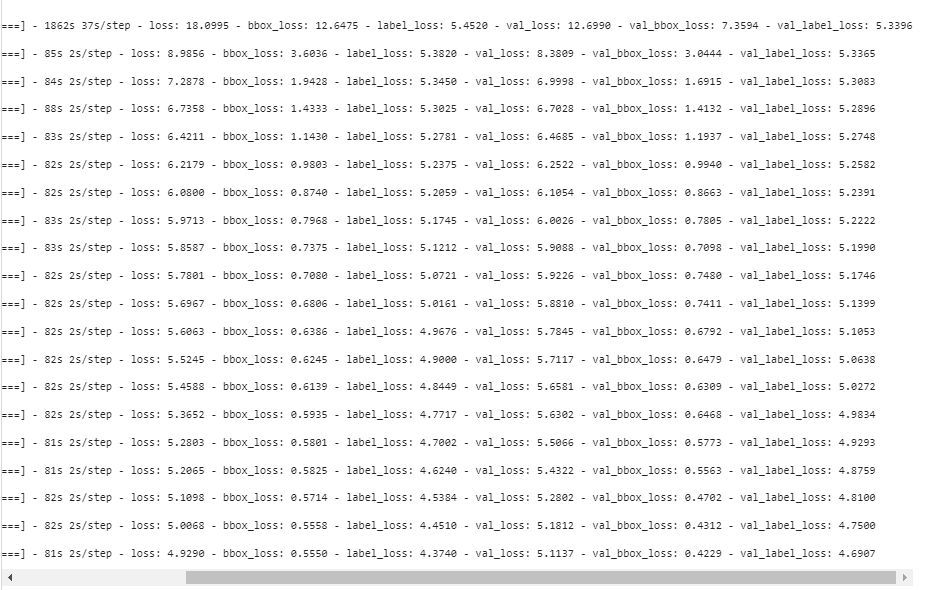 ===] - 1862s 37s/step - loss: 18.0995 - bbox_loss: 12.6475 - label_loss: 5.4520 - val_loss: 12.6990 - val_bbox_loss: 7.3594 - val_label_loss: 5.3396
===] - 85s 2s/step - loss: 8.9856 - bbox_loss: 3.6036 - label_loss: 5.3820 - val_loss: 8.3809 - val_bbox_loss: 3.0444 - val_label_loss: 5.3365
===] - 84s 2s/step - loss: 7.2878 - bbox_loss: 1.9428 - label_loss: 5.3450 - val_loss: 6.9998 - val_bbox_loss: 1.6915 - val_label_loss: 5.3083
===] - 88s 2s/step - loss: 6.7358 - bbox_loss: 1.4333 - label_loss: 5.3025 - val_loss: 6.7028 - val_bbox_loss: 1.4132 - val_label_loss: 5.2896
===] - 83s 2s/step - loss: 6.4211 - bbox_loss: 1.1430 - label_loss: 5.2781 - val_loss: 6.4685 - val_bbox_loss: 1.1937 - val_label_loss: 5.2748
===] - 82s 2s/step - loss: 6.2179 - bbox_loss: 0.9803 - label_loss: 5.2375 - val_loss: 6.2522 - val_bbox_loss: 0.9940 - val_label_loss: 5.2582
===] - 82s 2s/step - loss: 6.0800 - bbox_loss: 0.8740 - label_loss: 5.2059 - val_loss: 6.1054 - val_bbox_loss: 0.8663 - val_label_loss: 5.2391
===] - 83s 2s/step - loss: 5.9713 - bbox_loss: 0.7968 - label_loss: 5.1745 - val_loss: 6.0026 - val_bbox_loss: 0.7805 - val_label_loss: 5.2222
===] - 83s 2s/step - loss: 5.8587 - bbox_loss: 0.7375 - label_loss: 5.1212 - val_loss: 5.9088 - val_bbox_loss: 0.7098 - val_label_loss: 5.1990
===] - 82s 2s/step - loss: 5.7801 - bbox_loss: 0.7080 - label_loss: 5.0721 - val_loss: 5.9226 - val_bbox_loss: 0.7480 - val_label_loss: 5.1746
===] - 82s 2s/step - loss: 5.6967 - bbox_loss: 0.6806 - label_loss: 5.0161 - val_loss: 5.8810 - val_bbox_loss: 0.7411 - val_label_loss: 5.1399
===] - 82s 2s/step - loss: 5.6063 - bbox_loss: 0.6386 - label_loss: 4.9676 - val_loss: 5.7845 - val_bbox_loss: 0.6792 - val_label_loss: 5.1053
===] - 82s 2s/step - loss: 5.5245 - bbox_loss: 0.6245 - label_loss: 4.9000 - val_loss: 5.7117 - val_bbox_loss: 0.6479 - val_label_loss: 5.0638
===] - 82s 2s/step - loss: 5.4588 - bbox_loss: 0.6139 - label_loss: 4.8449 - val_loss: 5.6581 - val_bbox_loss: 0.6309 - val_label_loss: 5.0272
===] - 82s 2s/step - loss: 5.3652 - bbox_loss: 0.5935 - label_loss: 4.7717 - val_loss: 5.6302 - val_bbox_loss: 0.6468 - val_label_loss: 4.9834
===] - 81s 2s/step - loss: 5.2803 - bbox_loss: 0.5801 - label_loss: 4.7002 - val_loss: 5.5066 - val_bbox_loss: 0.5773 - val_label_loss: 4.9293
===] - 81s 2s/step - loss: 5.2065 - bbox_loss: 0.5825 - label_loss: 4.6240 - val_loss: 5.4322 - val_bbox_loss: 0.5563 - val_label_loss: 4.8759
===] - 82s 2s/step - loss: 5.1098 - bbox_loss: 0.5714 - label_loss: 4.5384 - val_loss: 5.2802 - val_bbox_loss: 0.4702 - val_label_loss: 4.8100
===] - 82s 2s/step - loss: 5.0068 - bbox_loss: 0.5558 - label_loss: 4.4510 - val_loss: 5.1812 - val_bbox_loss: 0.4312 - val_label_loss: 4.7500
===] - 81s 2s/step - loss: 4.9290 - bbox_loss: 0.5550 - label_loss: 4.3740 - val_loss: 5.1137 - val_bbox_loss: 0.4229 - val_label_loss: 4.6907